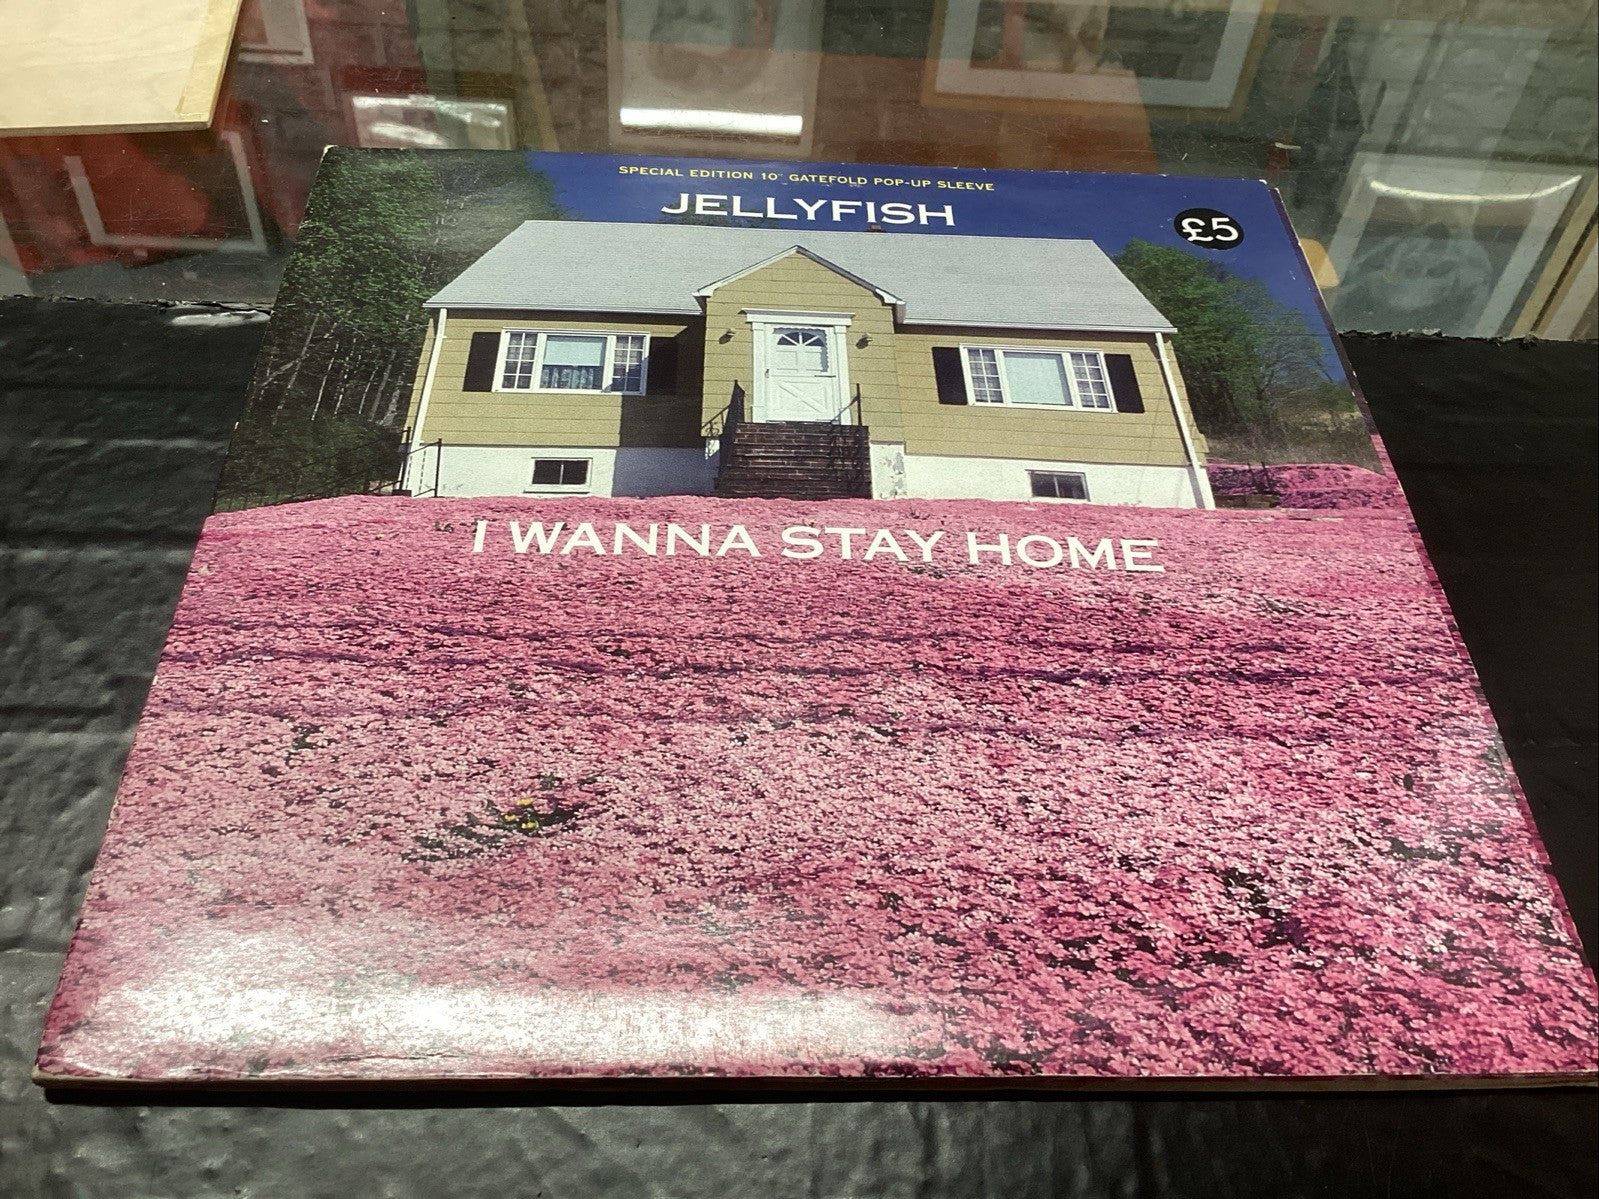 SPECIAL EDITION 10" GATEFOLD POP-UP SLEEVE
JELLYFISH
£5
I WANNA STAY HOME